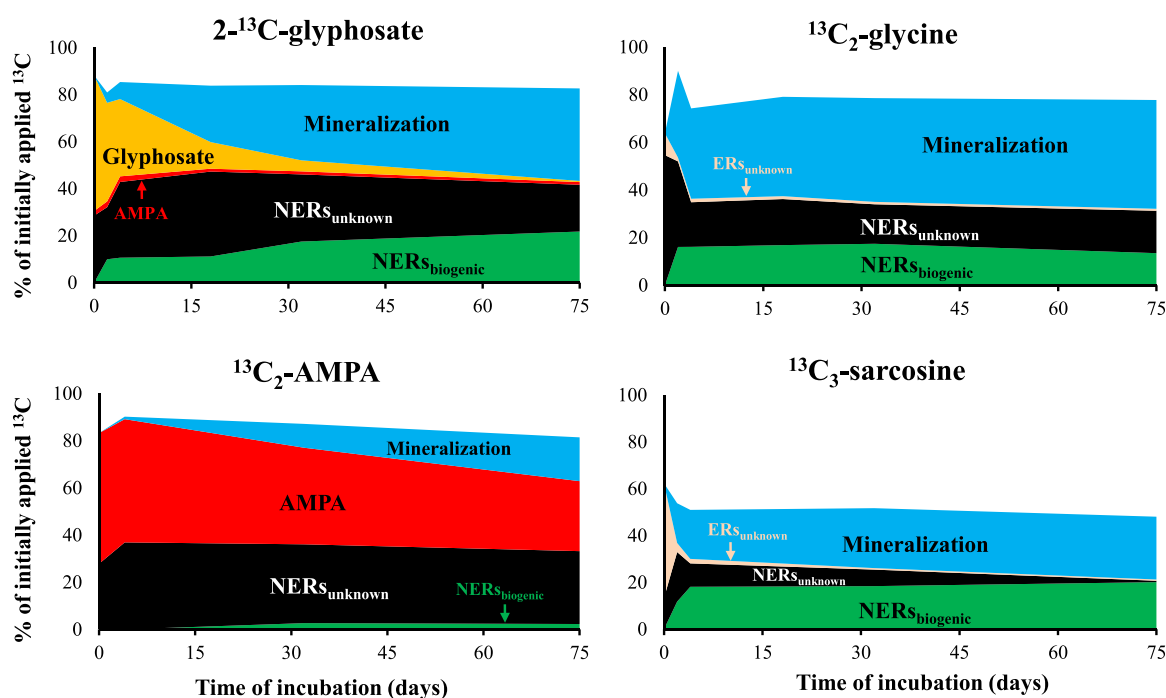 2-¹³C-glyphosate
% of initially applied ¹³C
100
80
60
40
20
0
0 15 30 45 60 75
Mineralization
Glyphosate
AMPA
NERsunknown
NERsbiogenic
¹³C₂-glycine
100
80
60
40
20
0
0 15 30 45 60 75
ERsunknown
Mineralization
NERsunknown
NERsbiogenic
¹³C₂-AMPA
% of initially applied ¹³C
100
80
60
40
20
0
0 15 30 45 60 75
Mineralization
AMPA
NERsunknown
NERsbiogenic
Time of incubation (days)
¹³C₃-sarcosine
100
80
60
40
20
0
0 15 30 45 60 75
ERsunknown
Mineralization
NERsunknown
NERsbiogenic
Time of incubation (days)